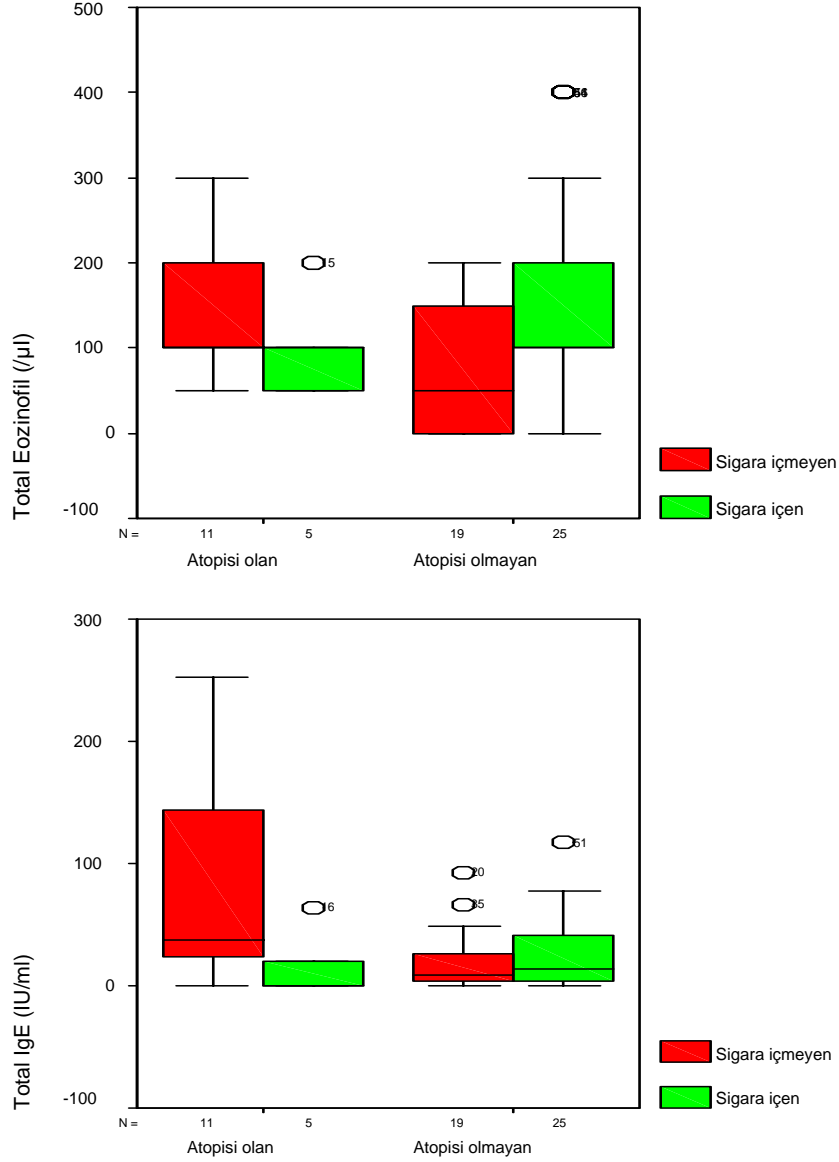 500
400
300
200
100
0
-100
Total Eozinofil (/µl)
15
N = 11 5 19 25
Atopisi olan Atopisi olmayan
Sigara içmeyen
Sigara içen
300
200
100
0
-100
Total IgE (IU/ml)
16
20
35
51
N = 11 5 19 25
Atopisi olan Atopisi olmayan
Sigara içmeyen
Sigara içen